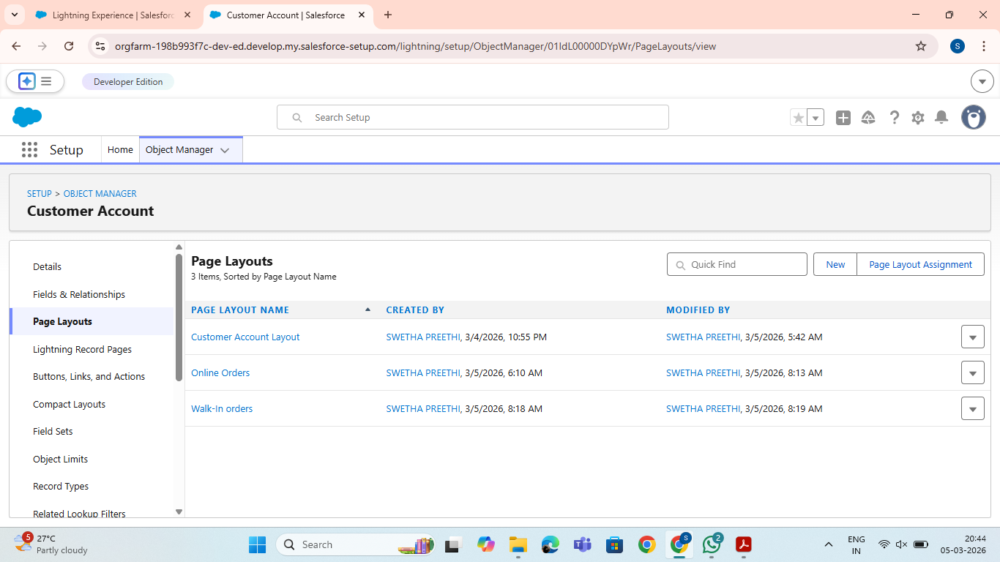 Lightning Experience | Salesforc
Customer Account | Salesforce
orgfarm-198b993f7c-dev-ed.develop.my.salesforce-setup.com/lightning/setup/ObjectManager/01IdL00000DYpWr/PageLayouts/view
S
Developer Edition
Search Setup
Setup
Home
Object Manager
SETUP > OBJECT MANAGER
Customer Account
Details
Fields & Relationships
Page Layouts
Lightning Record Pages
Buttons, Links, and Actions
Compact Layouts
Field Sets
Object Limits
Record Types
Related Lookup Filters
Page Layouts
3 Items, Sorted by Page Layout Name
Quick Find
New
Page Layout Assignment
PAGE LAYOUT NAME CREATED BY MODIFIED BY
Customer Account Layout SWETHA PREETHI, 3/4/2026, 10:55 PM SWETHA PREETHI, 3/5/2026, 5:42 AM
Online Orders SWETHA PREETHI, 3/5/2026, 6:10 AM SWETHA PREETHI, 3/5/2026, 8:13 AM
Walk-In orders SWETHA PREETHI, 3/5/2026, 8:18 AM SWETHA PREETHI, 3/5/2026, 8:19 AM
5
27°C
Partly cloudy
Search
S
2
ENG
IN
20:44
05-03-2026